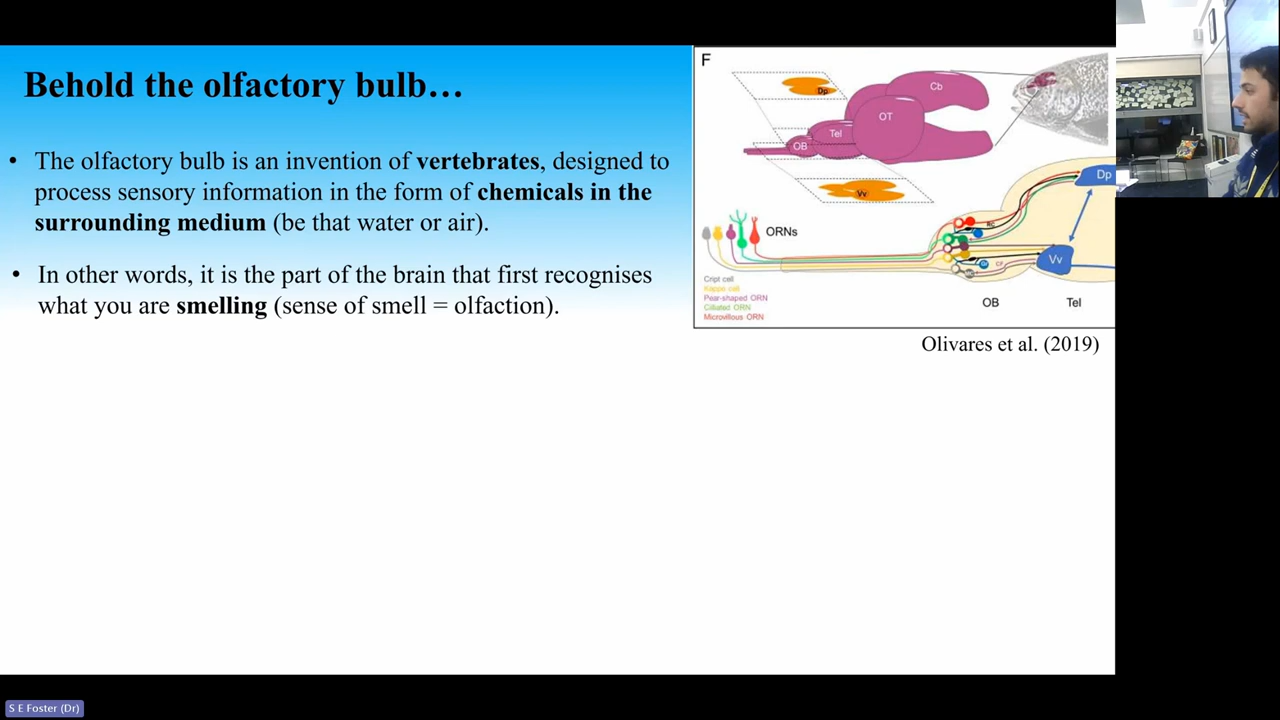 Behold the olfactory bulb…
• The olfactory bulb is an invention of vertebrates, designed to
process sensory information in the form of chemicals in the
surrounding medium (be that water or air).
• In other words, it is the part of the brain that first recognises
what you are smelling (sense of smell = olfaction).
F
Dp
Cb
OT
Tel
OB
Vv
ORNs
Cript cell
Kappe cell
Pear-shaped ORN
Ciliated ORN
Microvillous ORN
Dp
Vv
OB
Tel
Olivares et al. (2019)
S E Foster (Dr)